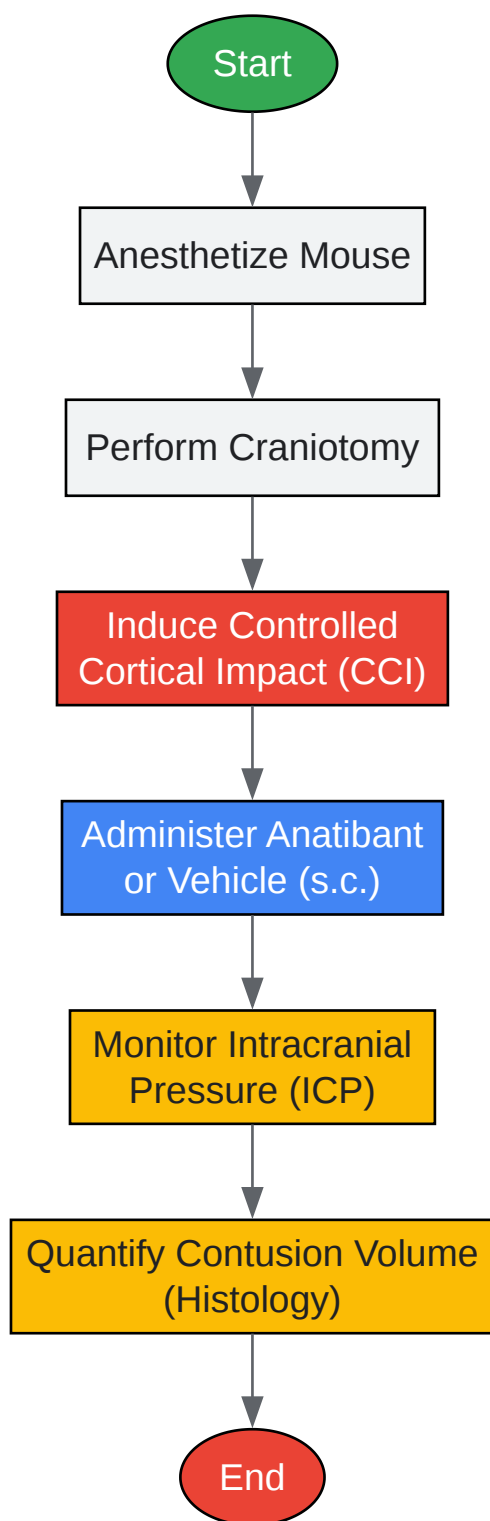 Start
Anesthetize Mouse
Perform Craniotomy
Induce Controlled
Cortical Impact (CCI)
Administer Anatibant
or Vehicle (s.c.)
Monitor Intracranial
Pressure (ICP)
Quantify Contusion Volume
(Histology)
End